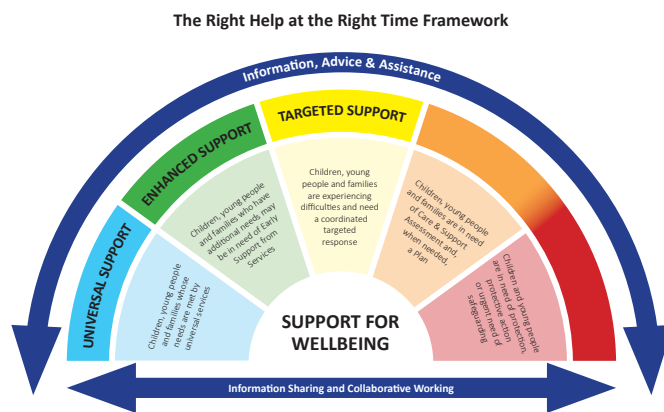 The Right Help at the Right Time Framework
Information, Advice & Assistance
UNIVERSAL SUPPORT
ENHANCED SUPPORT
TARGETED SUPPORT
Children, young people
and families whose
needs are met by
universal services
Children, young people
and families who have
additional needs may
be in need of Early
Support from
Services
Children, young
people and families
are experiencing
difficulties and need
a coordinated
targeted
response
Children, young people
and families are in need
of Care & Support
Assessment and,
when needed,
a Plan
Children and young people
are in need of protection,
protective action
or urgent need of
safeguarding
SUPPORT FOR
WELLBEING
Information Sharing and Collaborative Working